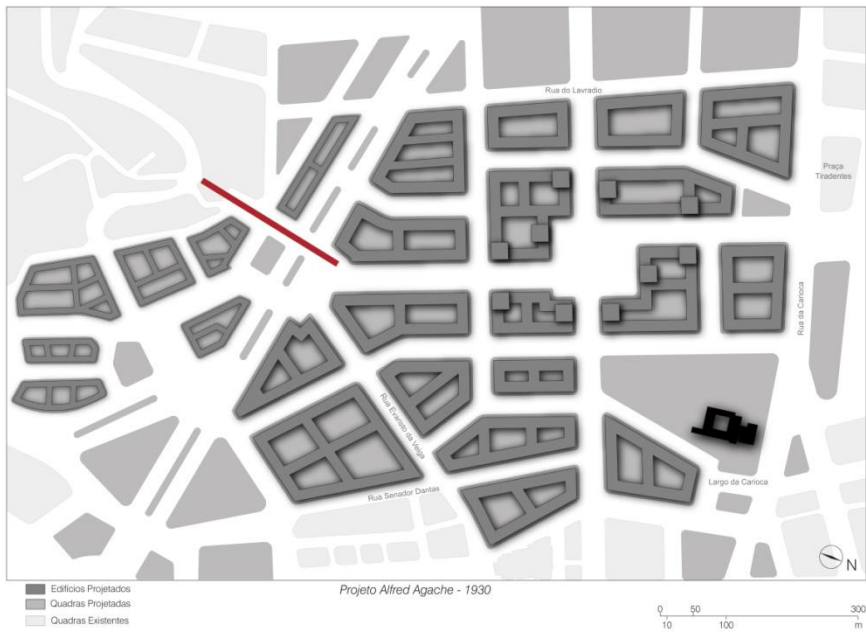 Rua do Lavradio
Praça
Tiradentes
Rua da Carioca
Rua Evaristo da Veiga
Rua Senador Dantas
Largo da Carioca
N
Edifícios Projetados
Quadras Projetadas
Quadras Existentes
Projeto Alfred Agache - 1930
0 50 300
10 100 m